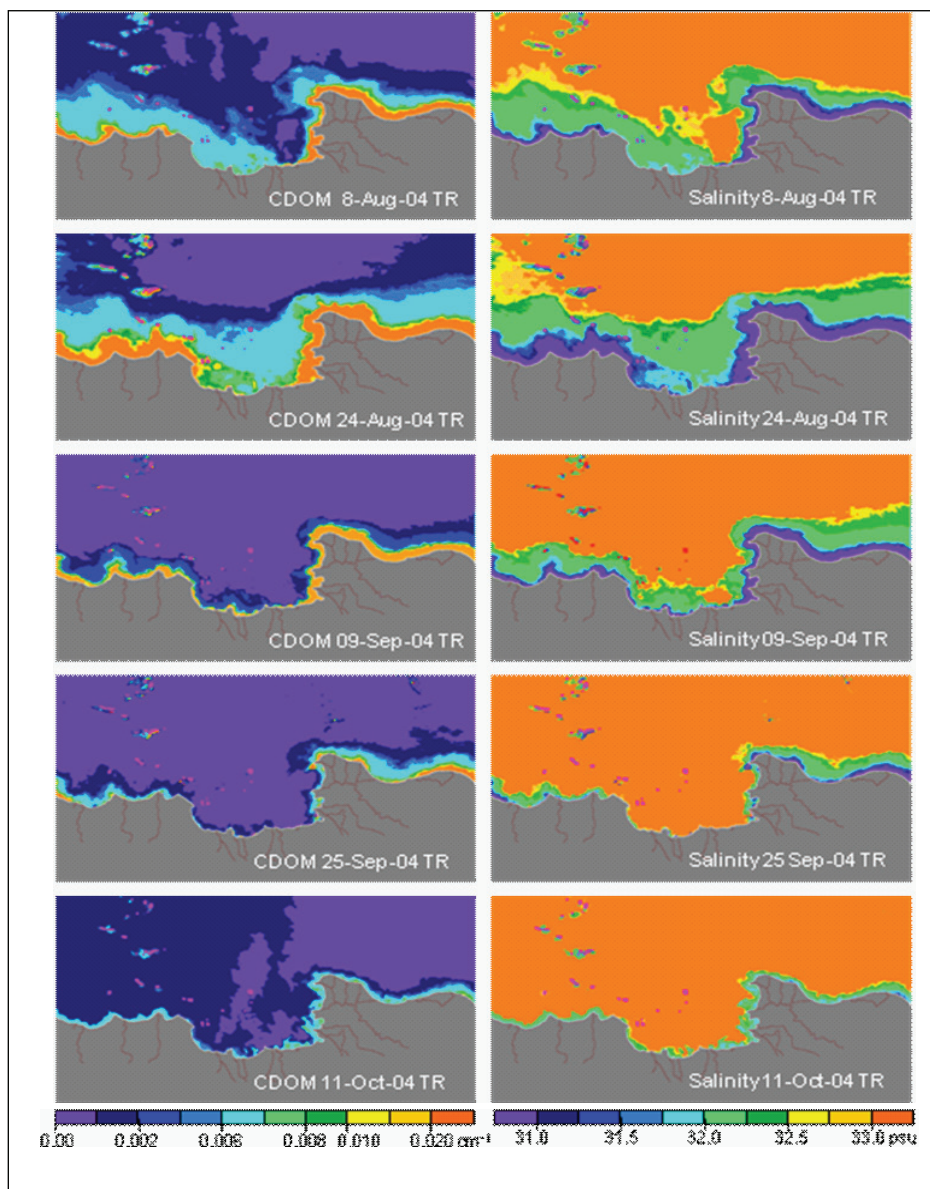 CDOM 8-Aug-04 TR
Salinity 8-Aug-04 TR
CDOM 24-Aug-04 TR
Salinity 24-Aug-04 TR
CDOM 09-Sep-04 TR
Salinity 09-Sep-04 TR
CDOM 25-Sep-04 TR
Salinity 25 Sep-04 TR
CDOM 11-Oct-04 TR
Salinity 11-Oct-04 TR
0.00 0.002 0.006 0.008 0.010 0.020 cm⁻¹
31.0 31.5 32.0 32.5 33.0 psu